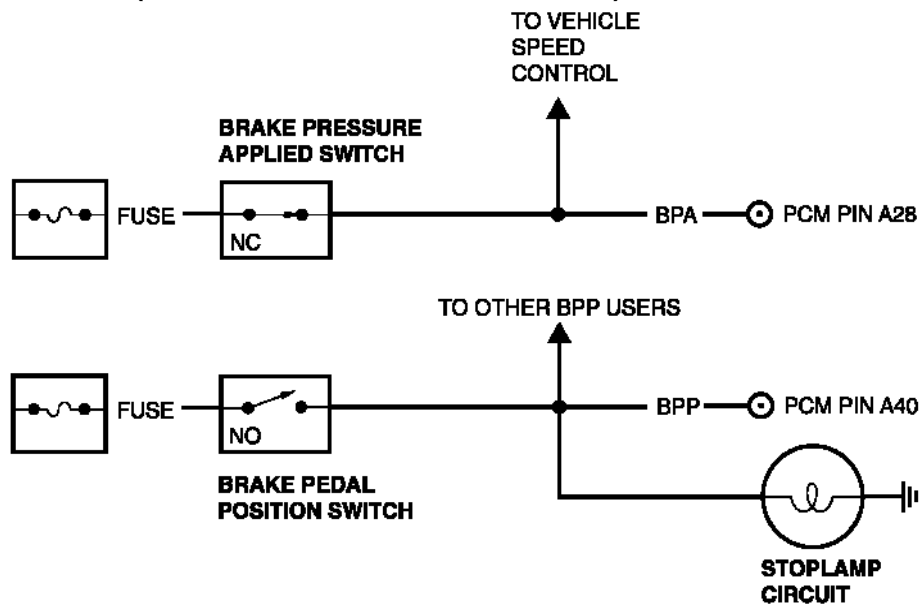 TO VEHICLE
SPEED
CONTROL
BRAKE PRESSURE
APPLIED SWITCH
FUSE
NC
BPA
PCM PIN A28
TO OTHER BPP USERS
FUSE
NO
BPP
PCM PIN A40
BRAKE PEDAL
POSITION SWITCH
STOPLAMP
CIRCUIT